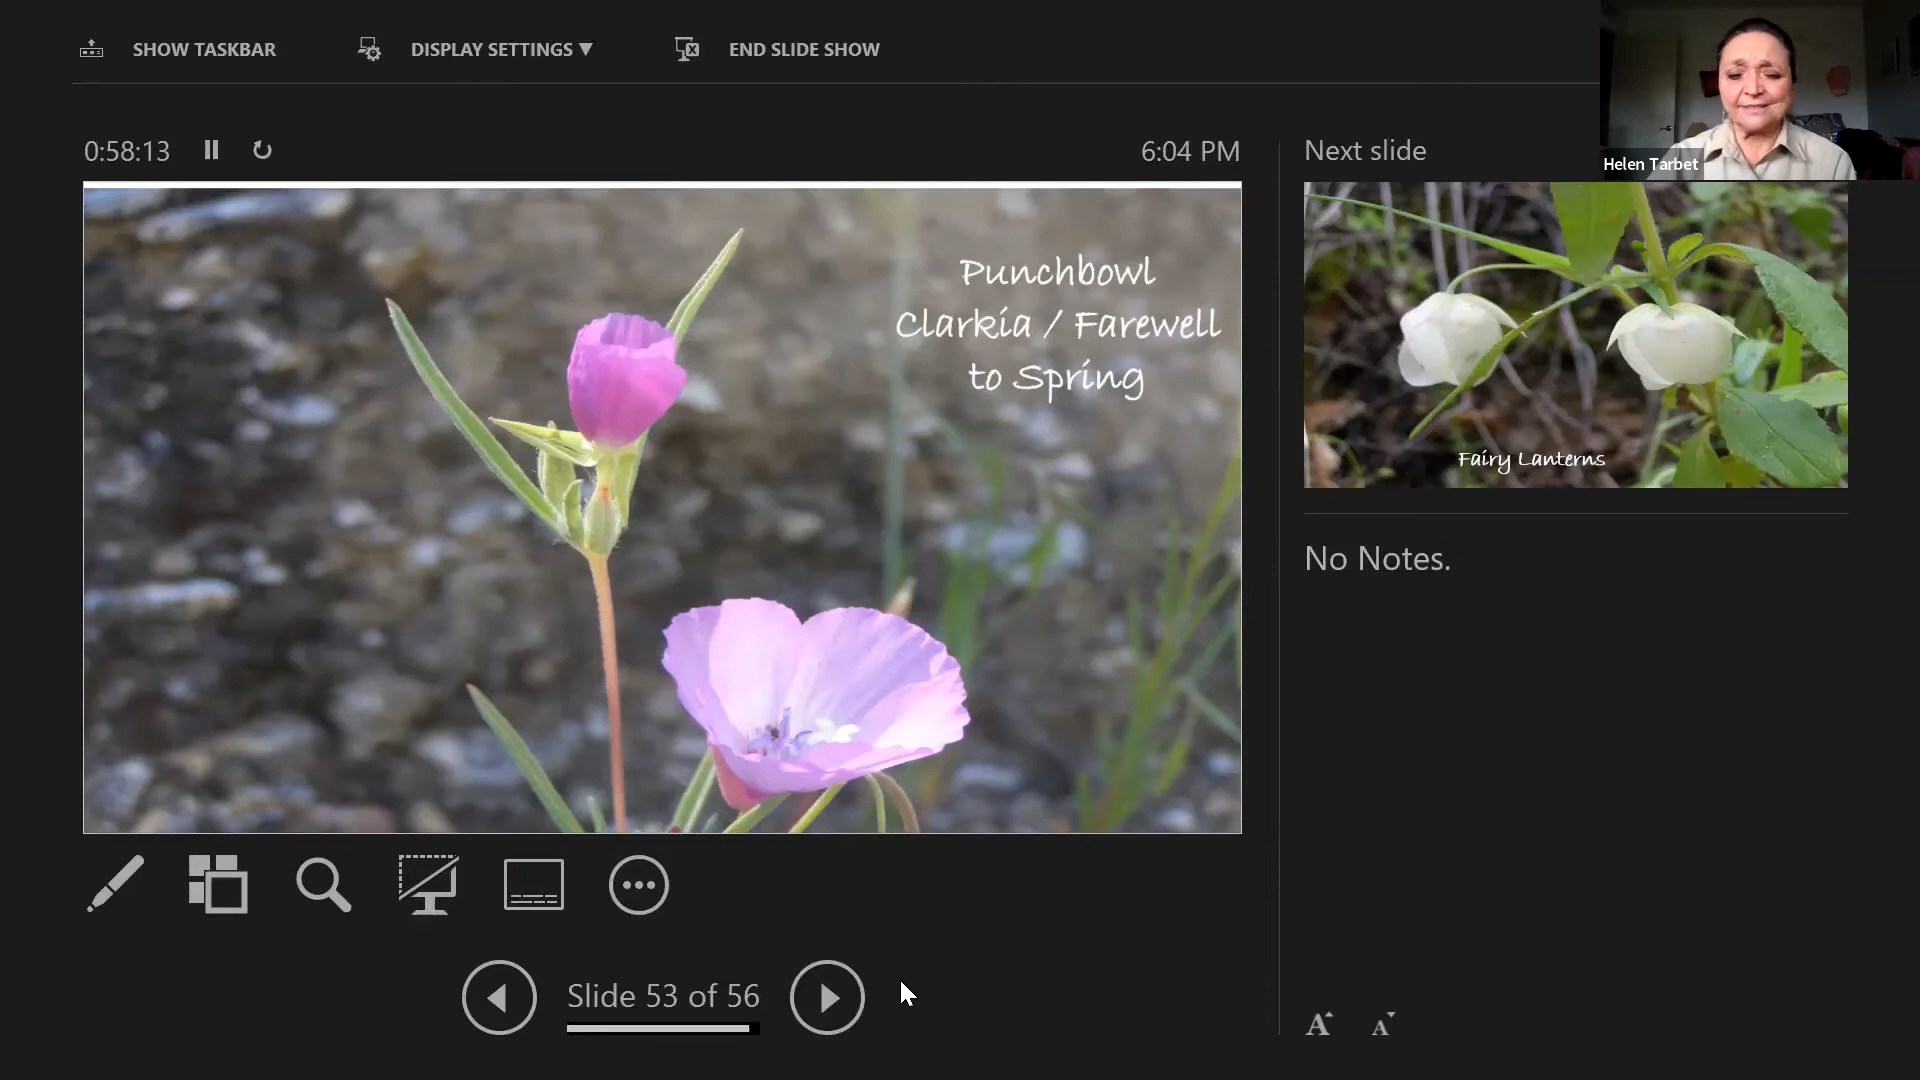 SHOW TASKBAR
DISPLAY SETTINGS ▼
END SLIDE SHOW
Helen Tarbet
0:58:13
6:04 PM
Next slide
Punchbowl
Clarkia / Farewell
to Spring
Fairy Lanterns
No Notes.
Slide 53 of 56
A
A